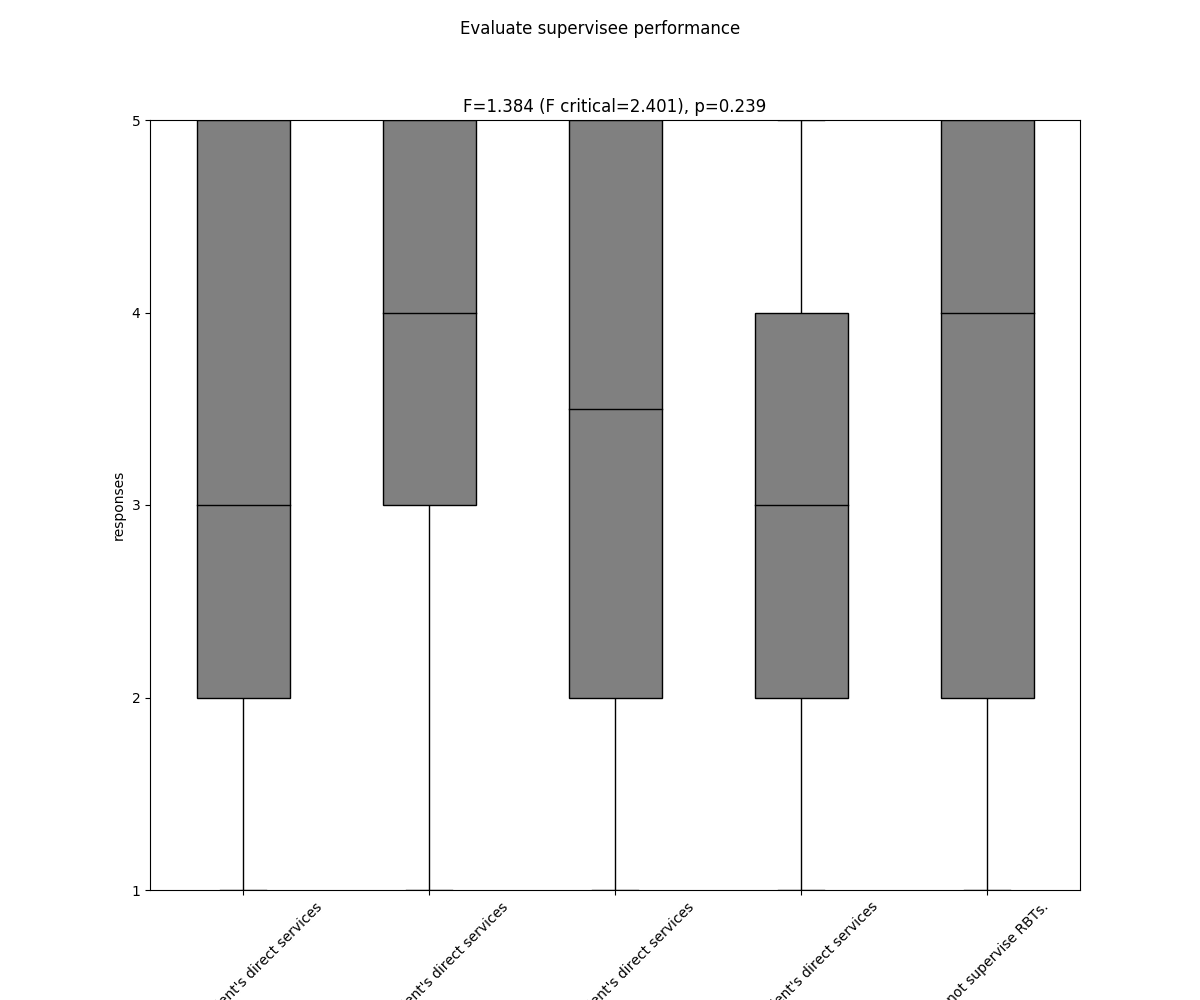 Evaluate supervisee performance
F=1.384 (F critical=2.401), p=0.239
5
4
3
2
1
responses
ent's direct services
ent's direct services
ent's direct services
ent's direct services
not supervise RBTs.